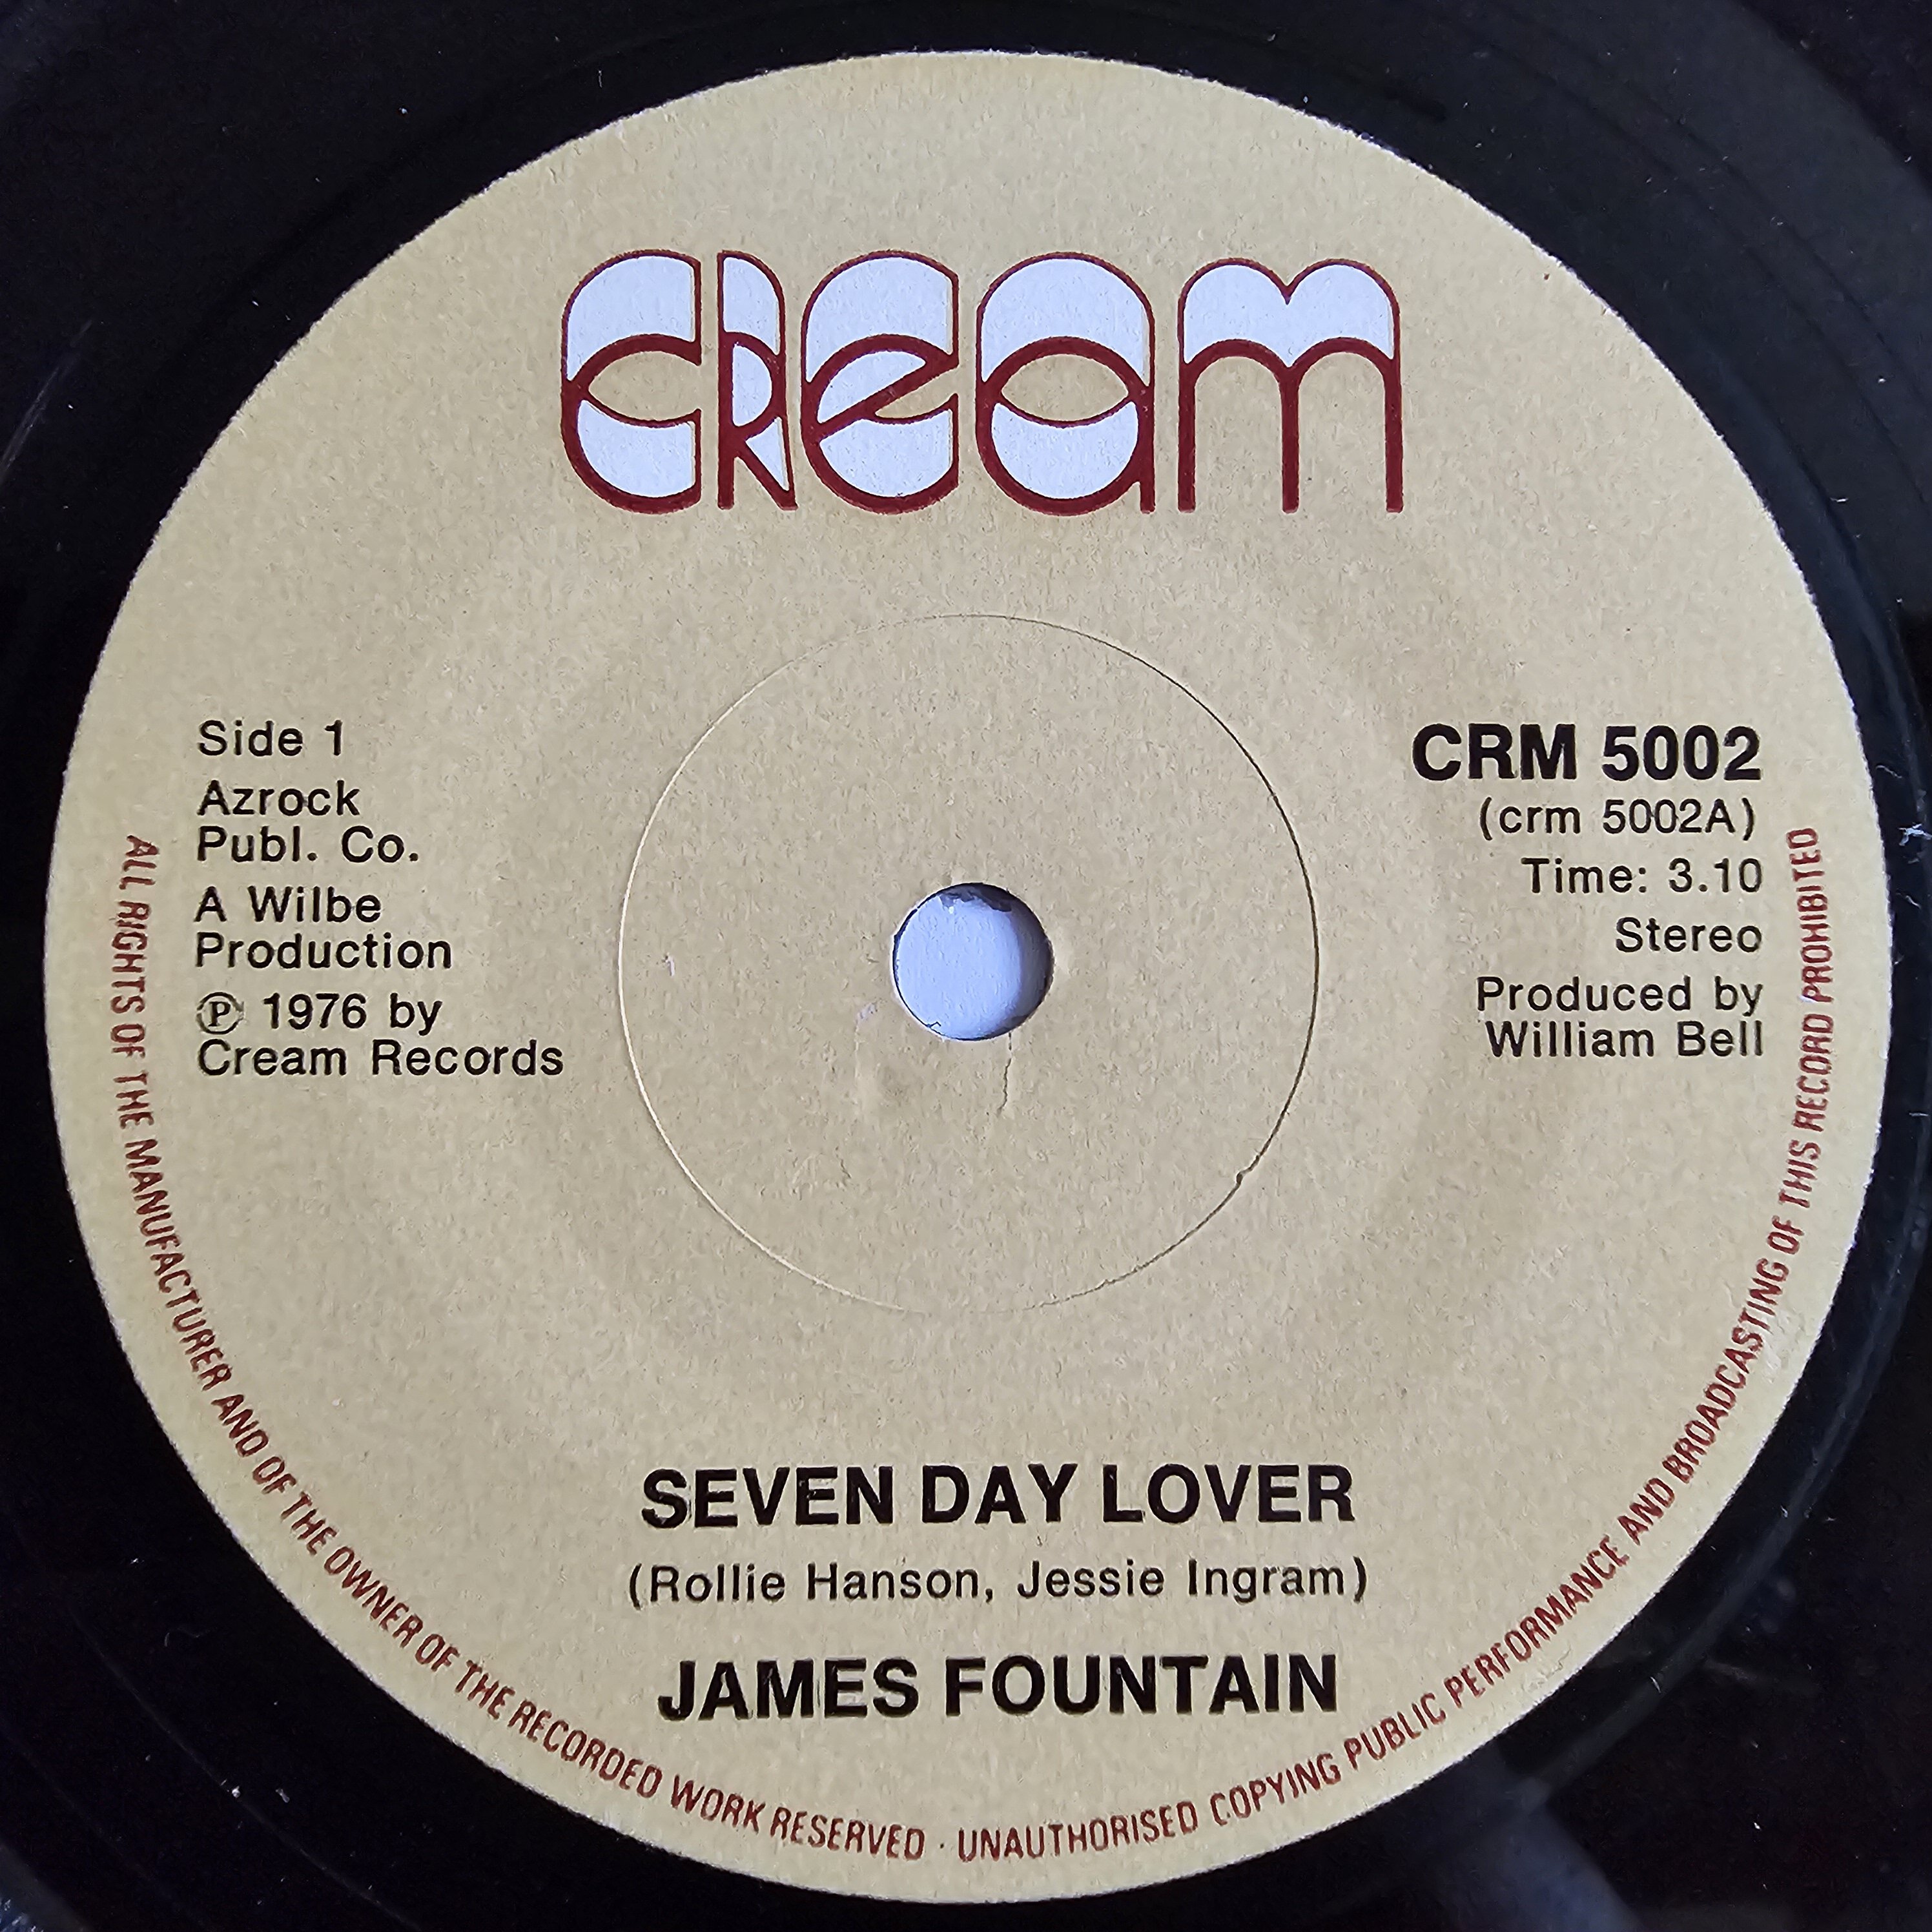 CREAM
Side 1
Azrock
Publ. Co.
A Wilbe
Production
Ⓟ 1976 by
Cream Records
CRM 5002
(crm 5002A)
Time: 3.10
Stereo
Produced by
William Bell
SEVEN DAY LOVER
(Rollie Hanson, Jessie Ingram)
JAMES FOUNTAIN
ALL RIGHTS OF THE MANUFACTURER AND OF THE OWNER OF THE RECORDED WORK RESERVED · UNAUTHORISED COPYING PUBLIC PERFORMANCE AND BROADCASTING OF THIS RECORD PROHIBITED